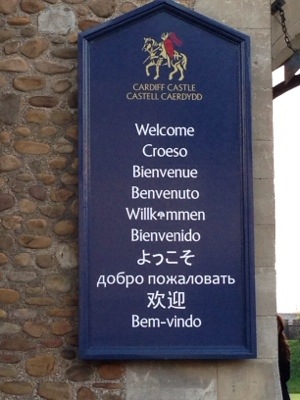 CARDIFF CASTLE
CASTELL CAERDYDD
Welcome
Croeso
Bienvenue
Benvenuto
Willkommen
Bienvenido
ようこそ
добро пожаловать
欢迎
Bem-vindo